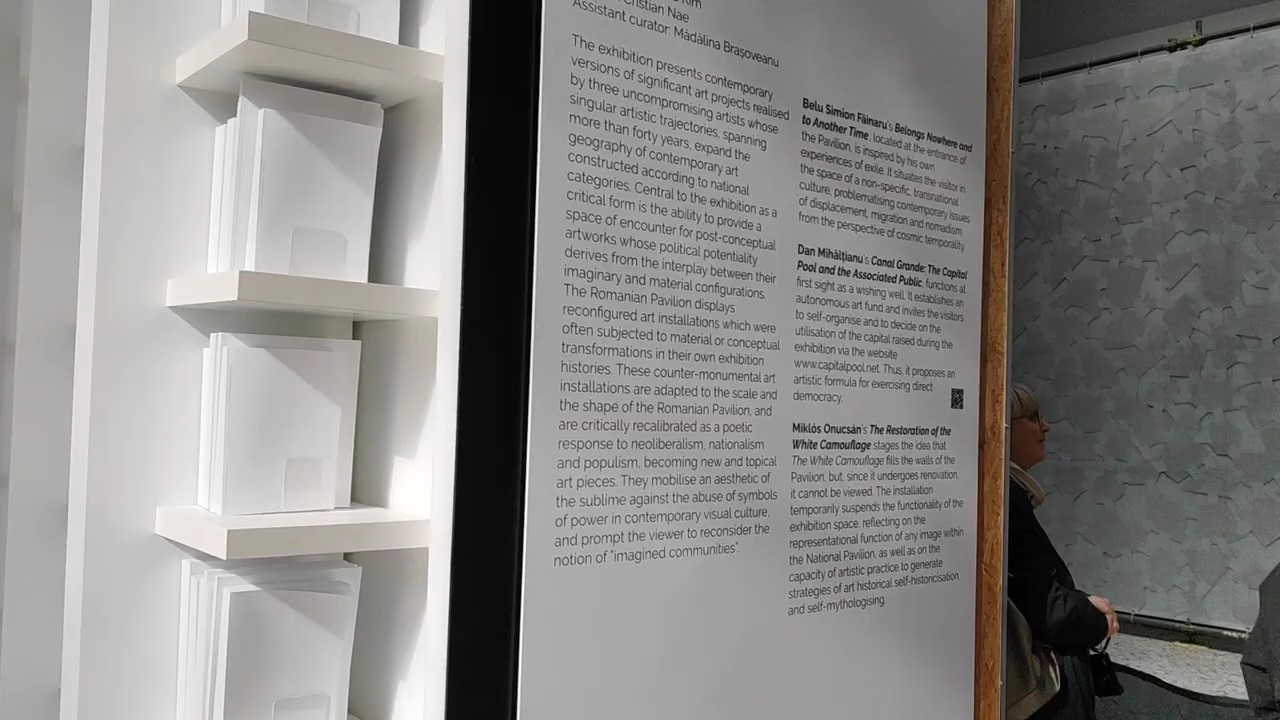 Cristian Nae
Assistant curator: Mădălina Brașoveanu
The exhibition presents contemporary
versions of significant art projects realised
by three uncompromising artists whose
singular artistic trajectories, spanning
more than forty years, expand the
geography of contemporary art
constructed according to national
categories. Central to the exhibition as a
critical form is the ability to provide a
space of encounter for post-conceptual
artworks whose political potentiality
derives from the interplay between their
imaginary and material configurations.
The Romanian Pavilion displays
reconfigured art installations which were
often subjected to material or conceptual
transformations in their own exhibition
histories. These counter-monumental art
installations are adapted to the scale and
the shape of the Romanian Pavilion, and
are critically recalibrated as a poetic
response to neoliberalism, nationalism
and populism, becoming new and topical
art pieces. They mobilise an aesthetic of
the sublime against the abuse of symbols
of power in contemporary visual culture,
and prompt the viewer to reconsider the
notion of "imagined communities".
Belu Simion Făinaru's Belongs Nowhere and
to Another Time, located at the entrance of
the Pavilion, is inspired by his own
experiences of exile. It situates the visitor in
the space of a non-specific, transnational
culture, problematising contemporary issues
of displacement, migration and nomadism
from the perspective of cosmic temporality.
Dan Mihălțianu's Canal Grande: The Capital
Pool and the Associated Public, functions at
first sight as a wishing well. It establishes an
autonomous art fund and invites the visitors
to self-organise and to decide on the
utilisation of the capital raised during the
exhibition via the website
www.capitalpool.net. Thus, it proposes an
artistic formula for exercising direct
democracy.
Miklós Onucsán's The Restoration of the
White Camouflage stages the idea that
The White Camouflage fills the walls of the
Pavilion, but, since it undergoes renovation,
it cannot be viewed. The installation
temporarily suspends the functionality of the
exhibition space, reflecting on the
representational function of any image within
the National Pavilion, as well as on the
capacity of artistic practice to generate
strategies of art historical self-historicisation
and self-mythologising.